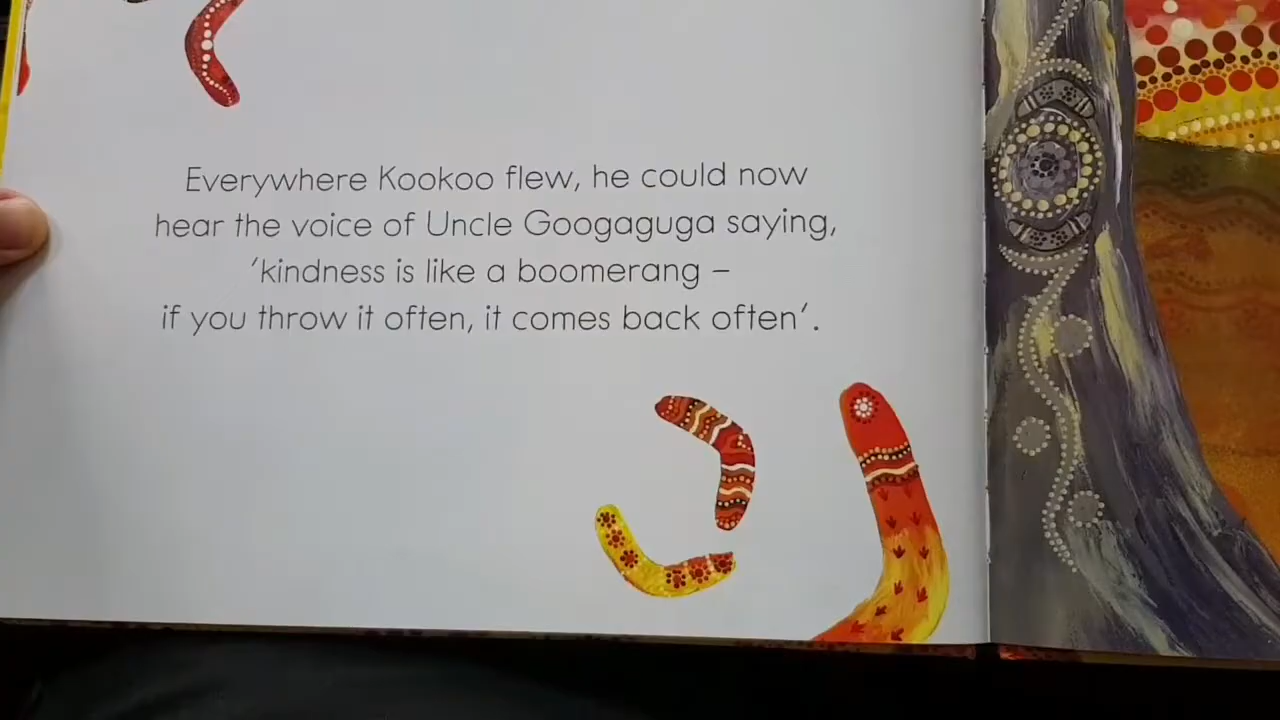 Everywhere Kookoo flew, he could now
hear the voice of Uncle Googaguga saying,
‘kindness is like a boomerang –
if you throw it often, it comes back often’.